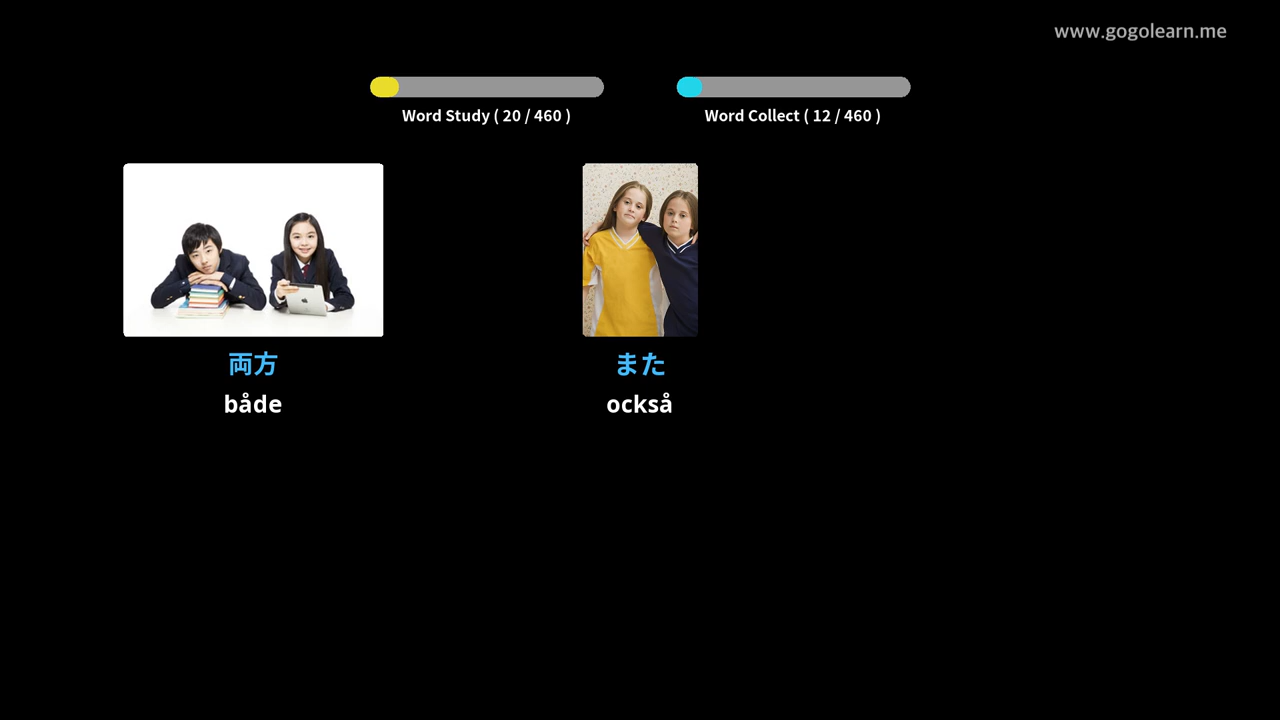 www.gogolearn.me
Word Study ( 20 / 460 )
Word Collect ( 12 / 460 )
両方
både
また
också